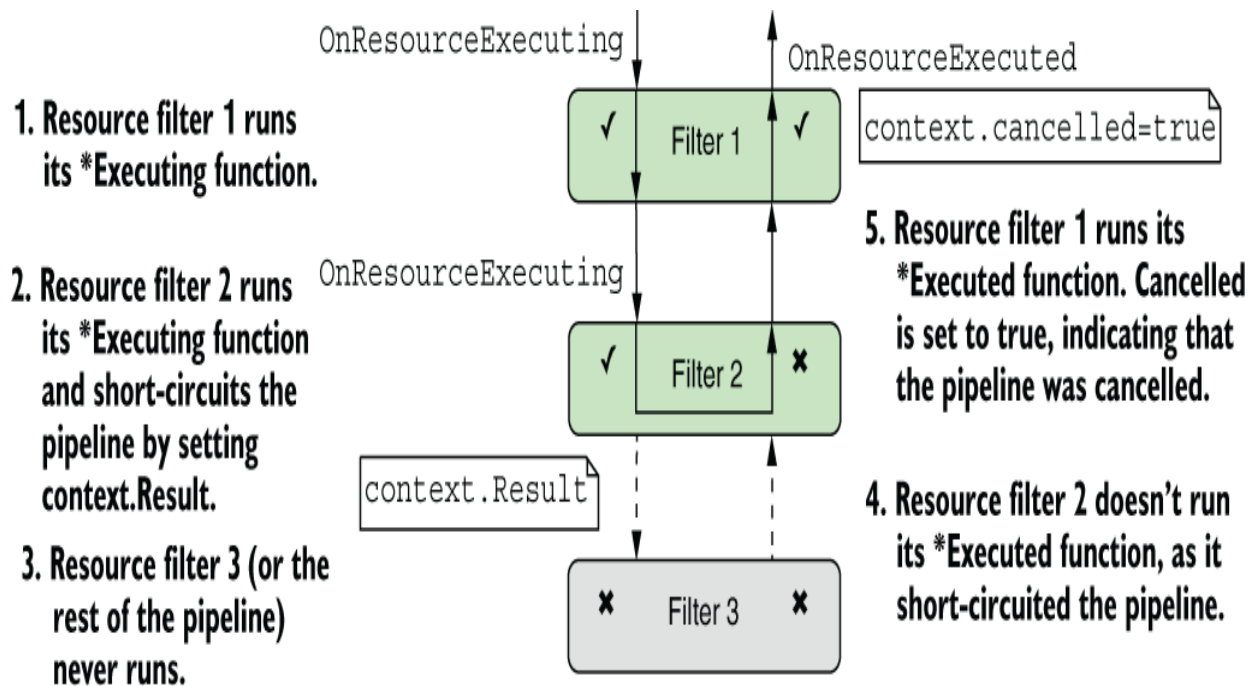 OnResourceExecuting
OnResourceExecuted
1. Resource filter 1 runs
its *Executing function.
✓ Filter 1 ✓
context.cancelled=true
2. Resource filter 2 runs
its *Executing function
and short-circuits the
pipeline by setting
context.Result.
OnResourceExecuting
✓ Filter 2 ✖
5. Resource filter 1 runs its
*Executed function. Cancelled
is set to true, indicating that
the pipeline was cancelled.
context.Result
3. Resource filter 3 (or the
rest of the pipeline)
never runs.
✖ Filter 3 ✖
4. Resource filter 2 doesn’t run
its *Executed function, as it
short-circuited the pipeline.